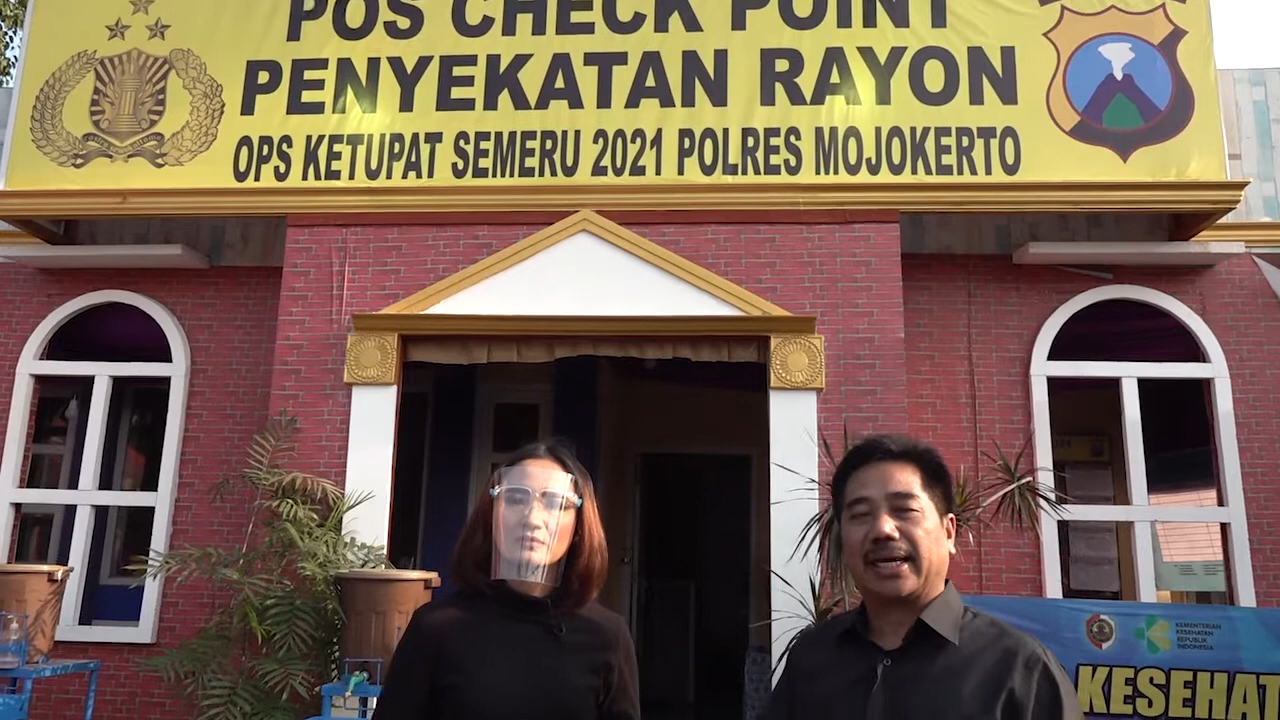 POS CHECK POINT
PENYEKATAN RAYON
OPS KETUPAT SEMERU 2021 POLRES MOJOKERTO
KEMENTERIAN
KESEHATAN
REPUBLIK
INDONESIA
KESEHAT